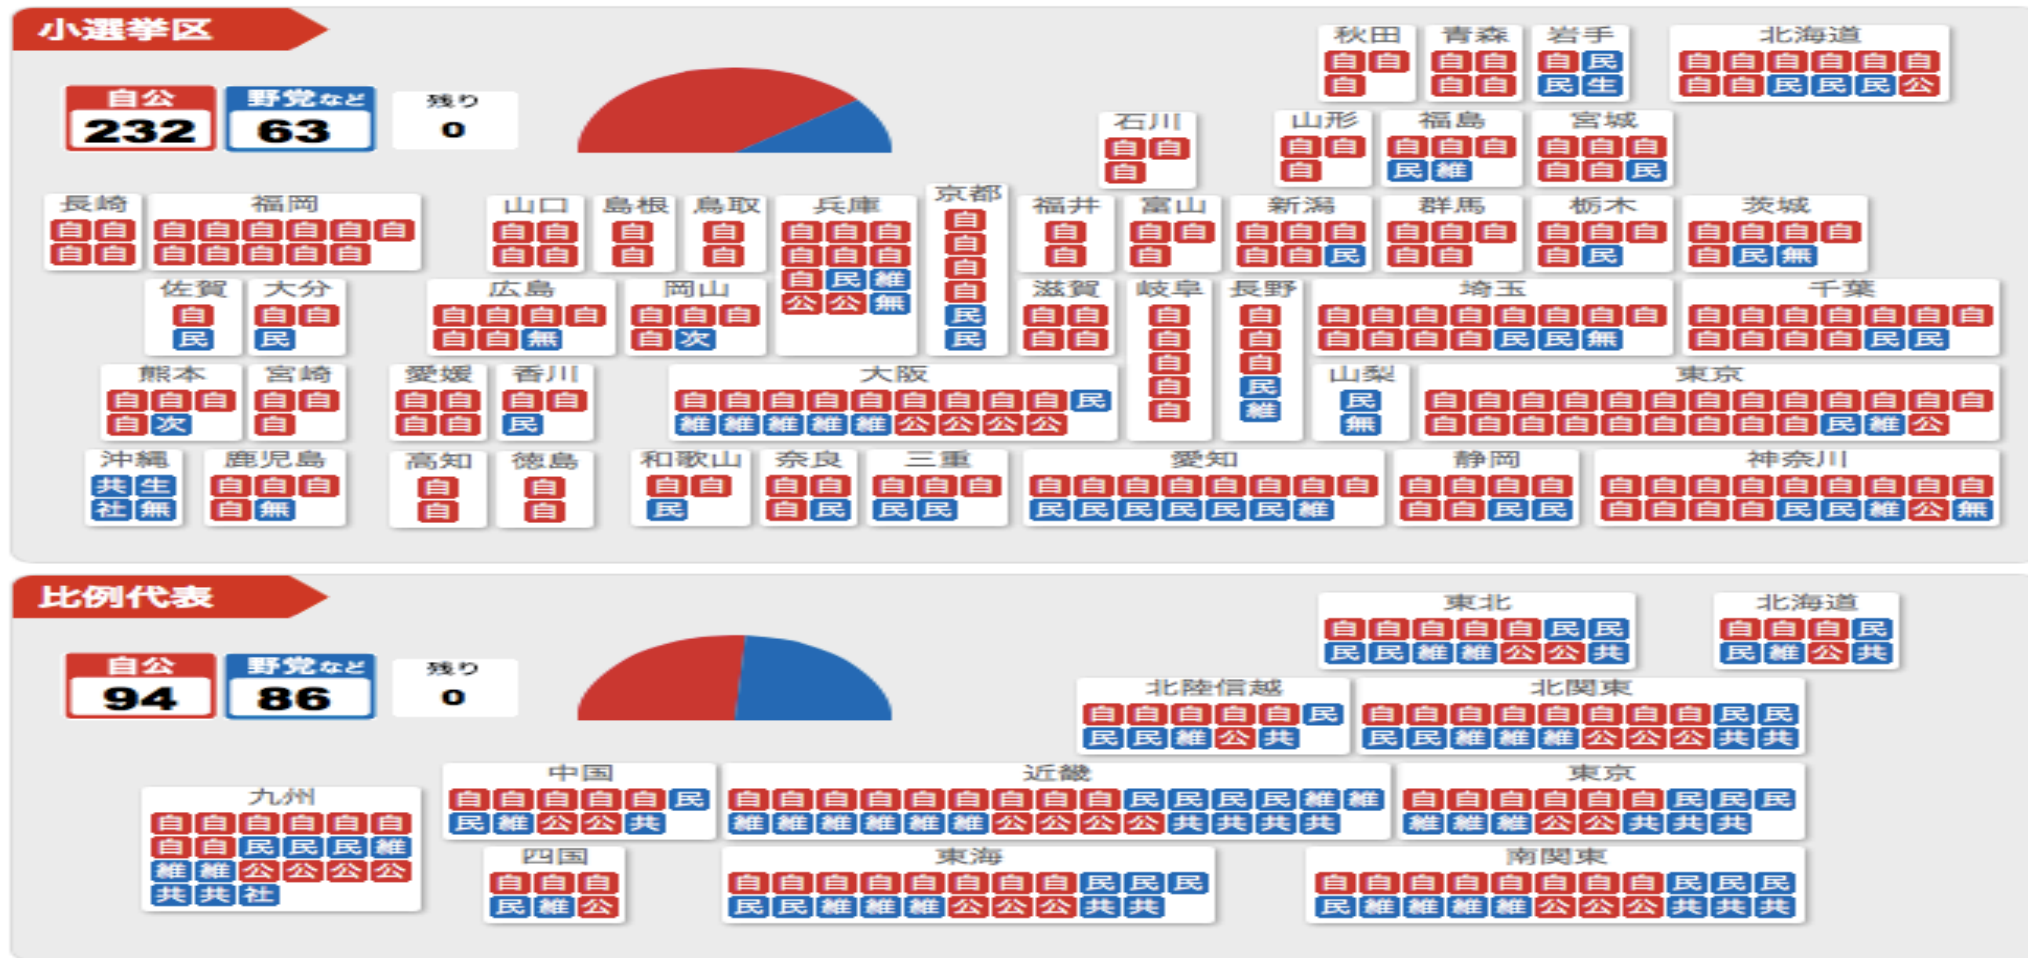 小選挙区
自公
232
野党など
63
残り
0
秋田
自自
自
青森
自自
自自
岩手
自民
民生
北海道
自自自自自自
自自民民民公
石川
自自
自
山形
自自
自
福島
自自自
民維
宮城
自自自
自自民
長崎
自自
自自
福岡
自自自自自自
自自自自自
山口
自自
自自
島根
自
自
鳥取
自
自
兵庫
自自自
自自自
自民維
公公無
京都
自
自
自
自
民
民
福井
自
自
富山
自自
自
新潟
自自自
自自民
群馬
自自自
自自
栃木
自自自
自民
茨城
自自自自
自民無
佐賀
自
民
大分
自自
民
広島
自自自自
自自無
岡山
自自自
自次
滋賀
自自
自自
岐阜
自
自
自
自
自
長野
自
自
自
民
維
埼玉
自自自自自自自自
自自自自民民無
千葉
自自自自自自自
自自自自民民
熊本
自自自
自次
宮崎
自自
自
愛媛
自自
自自
香川
自自
民
大阪
自自自自自自自自自民
維維維維維公公公公
山梨
民
無
東京
自自自自自自自自自自自自自
自自自自自自自自自民維公
沖縄
共生
社無
鹿児島
自自自
自無
高知
自
自
徳島
自
自
和歌山
自自
民
奈良
自自
自民
三重
自自自
民民
愛知
自自自自自自自自
民民民民民民維
静岡
自自自自
自自民民
神奈川
自自自自自自自自自
自自自自民民維公無
比例代表
自公
94
野党など
86
残り
0
東北
自自自自自民民
民民維維公公共
北海道
自自自民
民維公共
北陸信越
自自自自自民
民民維公共
北関東
自自自自自自自自民民
民民維維維公公公共共
中国
自自自自自民
民維公公共
近畿
自自自自自自自自自民民民民維維
維維維維維維公公公公共共共共
東京
自自自自自自民民民
維維維公公共共共
九州
自自自自自自
自自民民民維
維維公公公公
共共社
四国
自自自
民維公
東海
自自自自自自自自民民民
民民維維維公公公共共
南関東
自自自自自自自自民民民
民維維維維公公公共共共